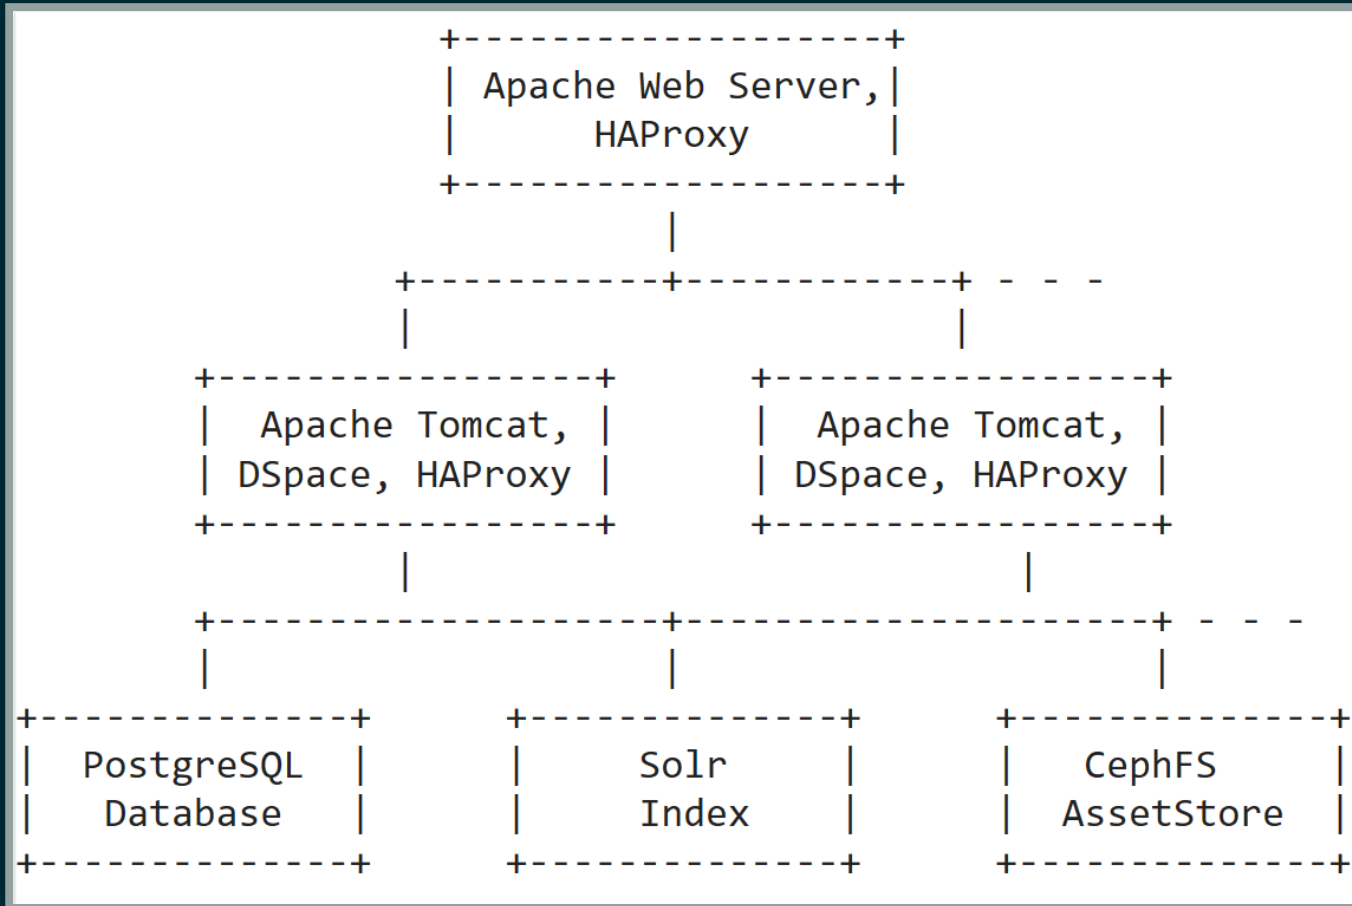 Apache Web Server,
HAProxy
Apache Tomcat,
DSpace, HAProxy
Apache Tomcat,
DSpace, HAProxy
PostgreSQL
Database
Solr
Index
CephFS
AssetStore